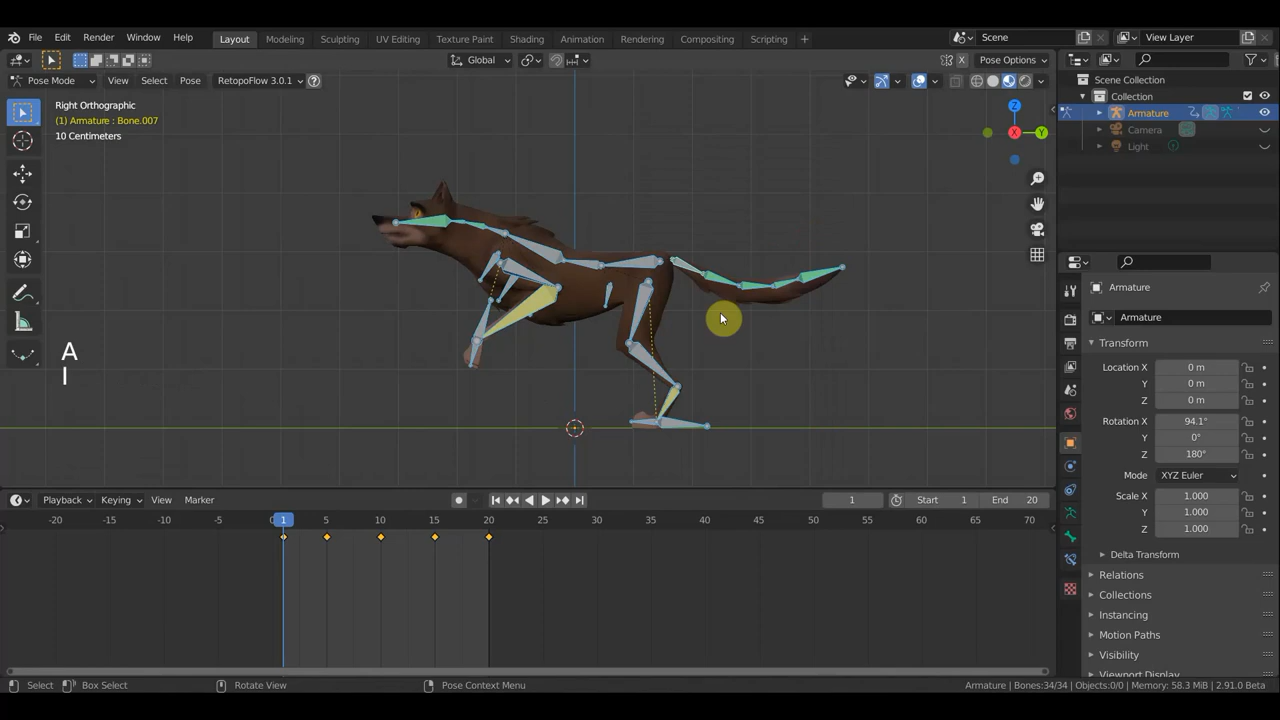 File Edit Render Window Help Layout Modeling Sculpting UV Editing Texture Paint Shading Animation Rendering Compositing Scripting + Scene View Layer
Global Pose Options
Pose Mode View Select Pose RetopoFlow 3.0.1 ?
Right Orthographic
(1) Armature : Bone.007
10 Centimeters
Z
X
Y
A
I
Scene Collection
Collection
Armature
Camera
Light
Armature
Armature
Transform
Location X 0 m
Y 0 m
Z 0 m
Rotation X 94.1°
Y 0°
Z 180°
Mode XYZ Euler
Scale X 1.000
Y 1.000
Z 1.000
Delta Transform
Relations
Collections
Instancing
Motion Paths
Visibility
Viewport Display
Playback Keying View Marker 1 Start 1 End 20
-20 -15 -10 -5 0 1 5 10 15 20 25 30 35 40 45 50 55 60 65 70
Select Box Select Rotate View Pose Context Menu Armature | Bones:34/34 | Objects:0/0 | Memory: 58.3 MiB | 2.91.0 Beta